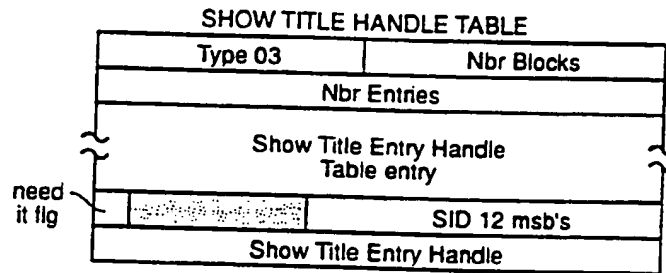 SHOW TITLE HANDLE TABLE
Type 03 Nbr Blocks
Nbr Entries
Show Title Entry Handle
Table entry
need
it flg
SID 12 msb's
Show Title Entry Handle